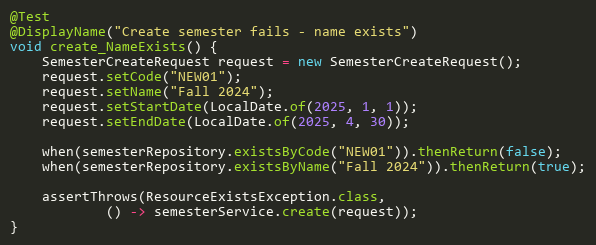 @Test
@DisplayName("Create semester fails - name exists")
void create_NameExists() {
    SemesterCreateRequest request = new SemesterCreateRequest();
    request.setCode("NEW01");
    request.setName("Fall 2024");
    request.setStartDate(LocalDate.of(2025, 1, 1));
    request.setEndDate(LocalDate.of(2025, 4, 30));

    when(semesterRepository.existsByCode("NEW01")).thenReturn(false);
    when(semesterRepository.existsByName("Fall 2024")).thenReturn(true);

    assertThrows(ResourceExistsException.class,
            () -> semesterService.create(request));
}